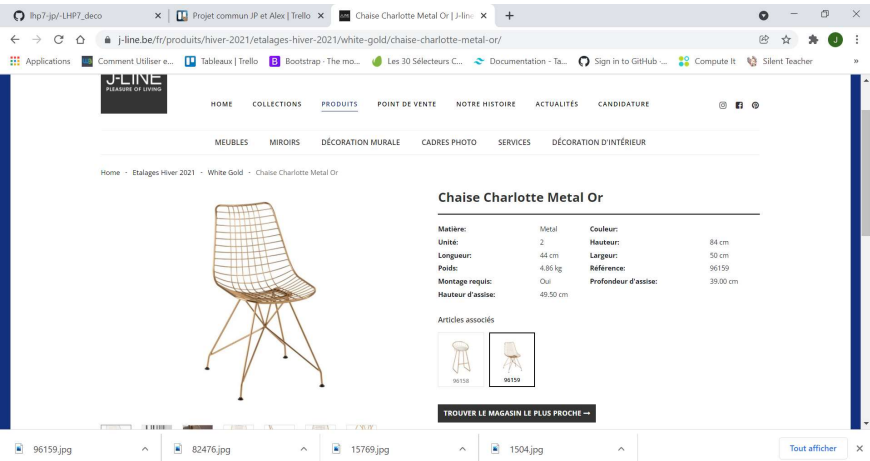 lhp7-jp/-LHP7_deco
Projet commun JP et Alex | Trello
Chaise Charlotte Metal Or | J-line
j-line.be/fr/produits/hiver-2021/etalages-hiver-2021/white-gold/chaise-charlotte-metal-or/
J
Applications Comment Utiliser e... Tableaux | Trello Bootstrap · The mo... Les 30 Sélecteurs C... Documentation - Ta... Sign in to GitHub ·... Compute It Silent Teacher »
J-LINE
PLEASURE OF LIVING
HOME COLLECTIONS PRODUITS POINT DE VENTE NOTRE HISTOIRE ACTUALITÉS CANDIDATURE
MEUBLES MIROIRS DÉCORATION MURALE CADRES PHOTO SERVICES DÉCORATION D'INTÉRIEUR
Home - Etalages Hiver 2021 - White Gold - Chaise Charlotte Metal Or
Chaise Charlotte Metal Or
Matière: Metal Couleur:
Unité: 2 Hauteur: 84 cm
Longueur: 44 cm Largeur: 50 cm
Poids: 4.86 kg Référence: 96159
Montage requis: Oui Profondeur d'assise: 39.00 cm
Hauteur d'assise: 49.50 cm
Articles associés
96158 96159
TROUVER LE MAGASIN LE PLUS PROCHE →
96159.jpg 82476.jpg 15769.jpg 1504.jpg Tout afficher